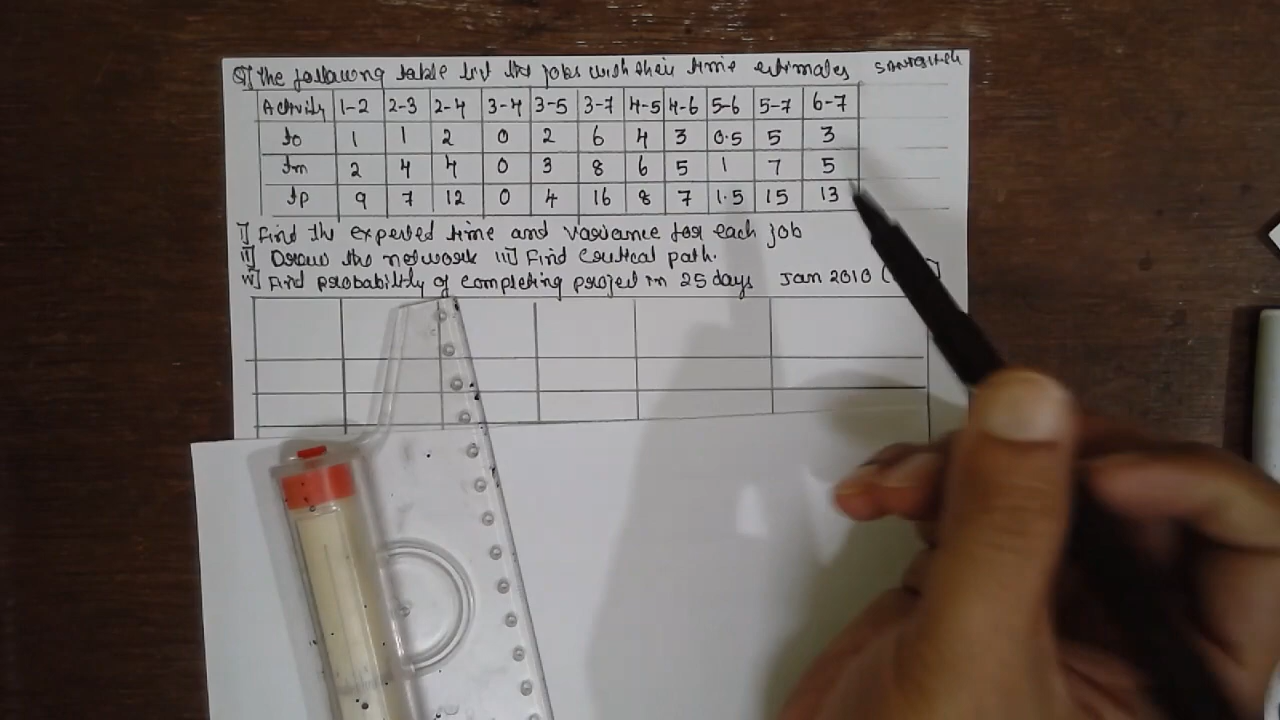 Q] The following table list the jobs with their time estimates
Activity 1-2 2-3 2-4 3-4 3-5 3-7 4-5 4-6 5-6 5-7 6-7
to 1 1 2 0 2 6 4 3 0.5 5 3
tm 2 4 4 0 3 8 6 5 1 7 5
tp 9 7 12 0 4 16 8 7 1.5 15 13
i] Find the expected time and variance for each job
ii] Draw the network iii] Find critical path.
iv] Find probability of completing project in 25 days Jan 2010 (